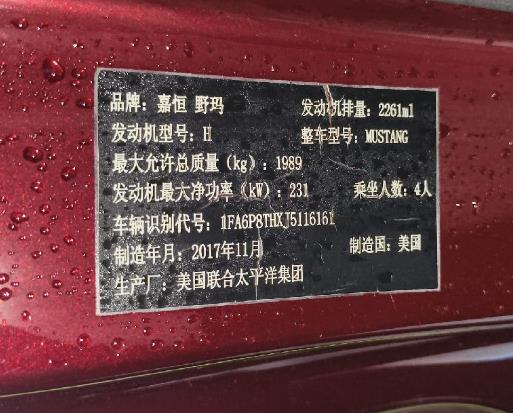 品牌：嘉恒 野玛 发动机排量：2261ml
发动机型号：H 整车型号：MUSTANG
最大允许总质量（kg）：1989
发动机最大净功率（kW）：231 乘坐人数：4人
车辆识别代号：1FA6P8THXJ5116161
制造年月：2017年11月 制造国：美国
生产厂：美国联合太平洋集团